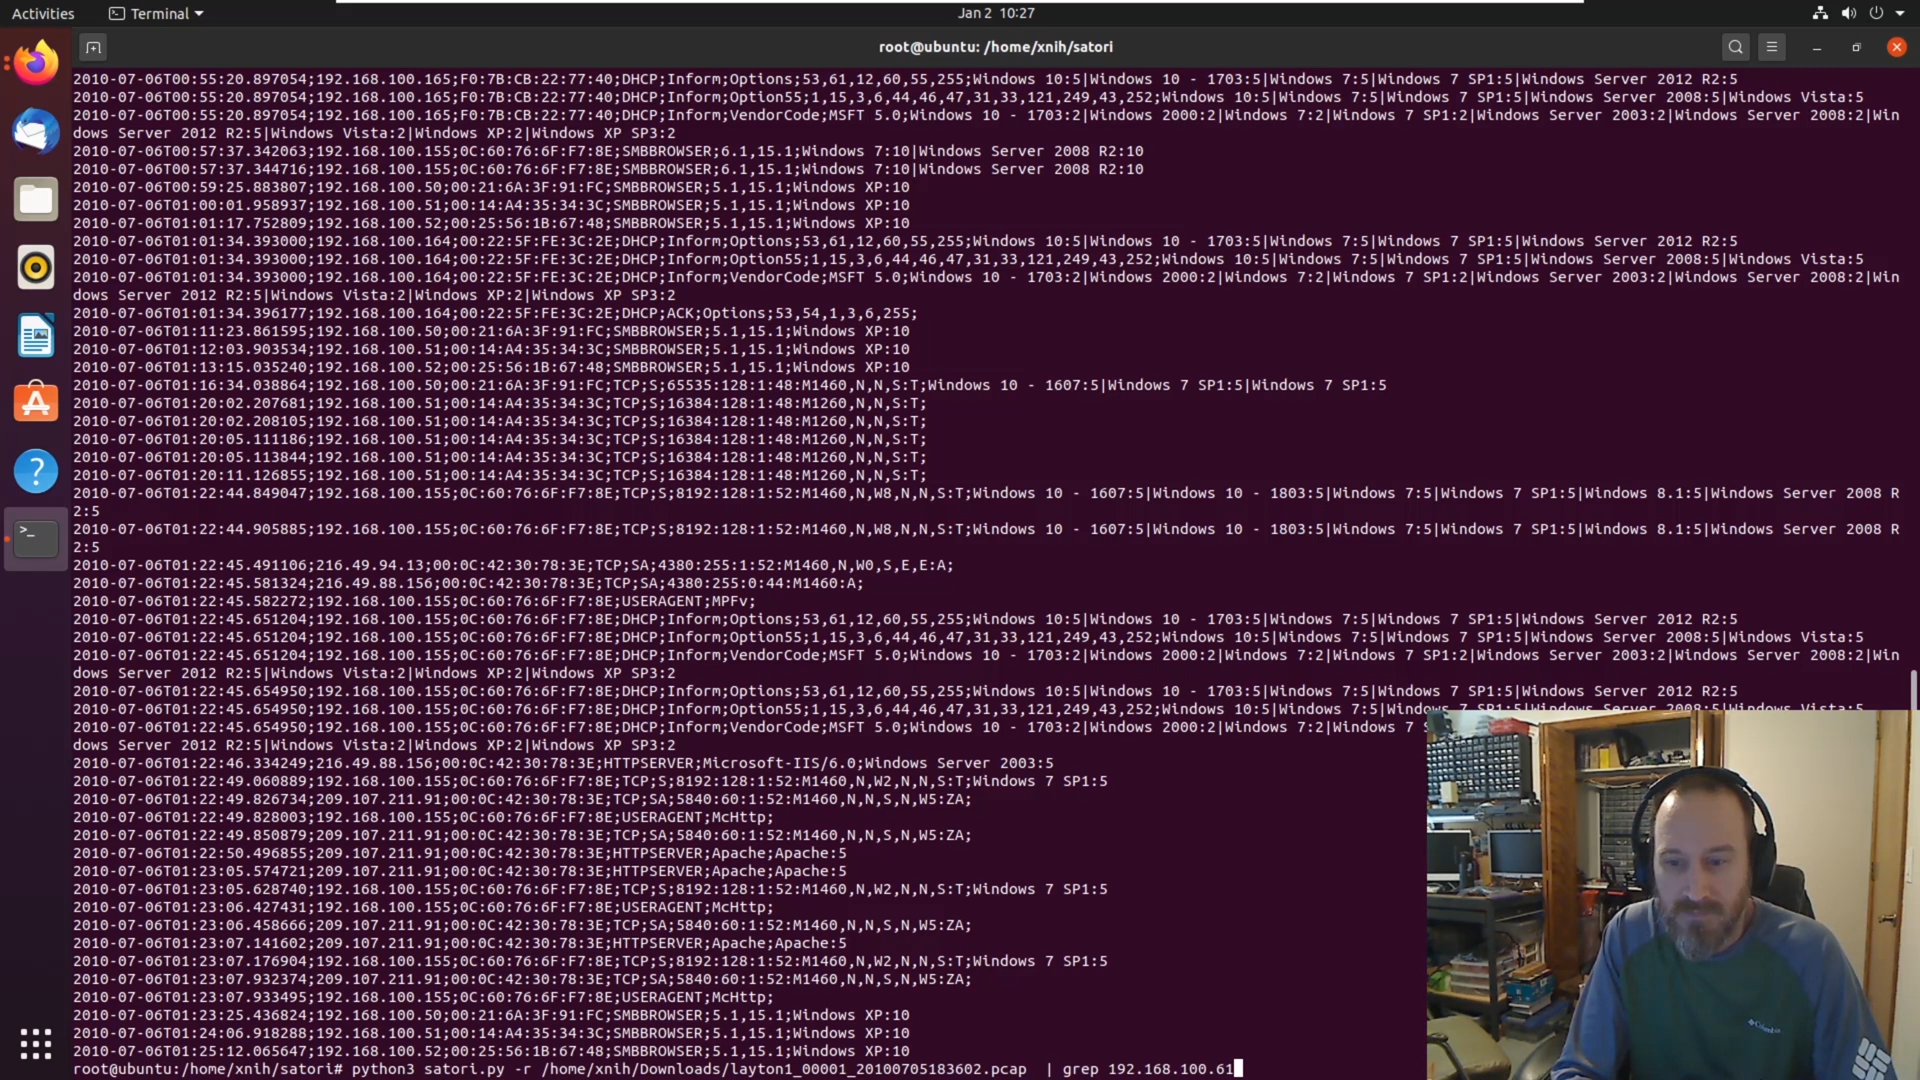 Activities
Terminal
Jan 2 10:27
root@ubuntu: /home/xnih/satori
2010-07-06T00:55:20.897054;192.168.100.165;F0:7B:CB:22:77:40;DHCP;Inform;Options;53,61,12,60,55,255;Windows 10:5|Windows 10 - 1703:5|Windows 7:5|Windows 7 SP1:5|Windows Server 2012 R2:5
2010-07-06T00:55:20.897054;192.168.100.165;F0:7B:CB:22:77:40;DHCP;Inform;Option55;1,15,3,6,44,46,47,31,33,121,249,43,252;Windows 10:5|Windows 7:5|Windows 7 SP1:5|Windows Server 2008:5|Windows Vista:5
2010-07-06T00:55:20.897054;192.168.100.165;F0:7B:CB:22:77:40;DHCP;Inform;VendorCode;MSFT 5.0;Windows 10 - 1703:2|Windows 2000:2|Windows 7:2|Windows 7 SP1:2|Windows Server 2003:2|Windows Server 2008:2|Win
dows Server 2012 R2:5|Windows Vista:2|Windows XP:2|Windows XP SP3:2
2010-07-06T00:57:37.342063;192.168.100.155;0C:60:76:6F:F7:8E;SMBBROWSER;6.1,15.1;Windows 7:10|Windows Server 2008 R2:10
2010-07-06T00:57:37.344716;192.168.100.155;0C:60:76:6F:F7:8E;SMBBROWSER;6.1,15.1;Windows 7:10|Windows Server 2008 R2:10
2010-07-06T00:59:25.883807;192.168.100.50;00:21:6A:3F:91:FC;SMBBROWSER;5.1,15.1;Windows XP:10
2010-07-06T01:00:01.958937;192.168.100.51;00:14:A4:35:34:3C;SMBBROWSER;5.1,15.1;Windows XP:10
2010-07-06T01:01:17.752809;192.168.100.52;00:25:56:1B:67:48;SMBBROWSER;5.1,15.1;Windows XP:10
2010-07-06T01:01:34.393000;192.168.100.164;00:22:5F:FE:3C:2E;DHCP;Inform;Options;53,61,12,60,55,255;Windows 10:5|Windows 10 - 1703:5|Windows 7:5|Windows 7 SP1:5|Windows Server 2012 R2:5
2010-07-06T01:01:34.393000;192.168.100.164;00:22:5F:FE:3C:2E;DHCP;Inform;Option55;1,15,3,6,44,46,47,31,33,121,249,43,252;Windows 10:5|Windows 7:5|Windows 7 SP1:5|Windows Server 2008:5|Windows Vista:5
2010-07-06T01:01:34.393000;192.168.100.164;00:22:5F:FE:3C:2E;DHCP;Inform;VendorCode;MSFT 5.0;Windows 10 - 1703:2|Windows 2000:2|Windows 7:2|Windows 7 SP1:2|Windows Server 2003:2|Windows Server 2008:2|Win
dows Server 2012 R2:5|Windows Vista:2|Windows XP:2|Windows XP SP3:2
2010-07-06T01:01:34.396177;192.168.100.164;00:22:5F:FE:3C:2E;DHCP;ACK;Options;53,54,1,3,6,255;
2010-07-06T01:11:23.861595;192.168.100.50;00:21:6A:3F:91:FC;SMBBROWSER;5.1,15.1;Windows XP:10
2010-07-06T01:12:03.903534;192.168.100.51;00:14:A4:35:34:3C;SMBBROWSER;5.1,15.1;Windows XP:10
2010-07-06T01:13:15.035240;192.168.100.52;00:25:56:1B:67:48;SMBBROWSER;5.1,15.1;Windows XP:10
2010-07-06T01:16:34.038864;192.168.100.50;00:21:6A:3F:91:FC;TCP;S;65535:128:1:48:M1460,N,N,S:T;Windows 10 - 1607:5|Windows 7 SP1:5|Windows 7 SP1:5
2010-07-06T01:20:02.207681;192.168.100.51;00:14:A4:35:34:3C;TCP;S;16384:128:1:48:M1260,N,N,S:T;
2010-07-06T01:20:02.208105;192.168.100.51;00:14:A4:35:34:3C;TCP;S;16384:128:1:48:M1260,N,N,S:T;
2010-07-06T01:20:05.111186;192.168.100.51;00:14:A4:35:34:3C;TCP;S;16384:128:1:48:M1260,N,N,S:T;
2010-07-06T01:20:05.113844;192.168.100.51;00:14:A4:35:34:3C;TCP;S;16384:128:1:48:M1260,N,N,S:T;
2010-07-06T01:20:11.126855;192.168.100.51;00:14:A4:35:34:3C;TCP;S;16384:128:1:48:M1260,N,N,S:T;
2010-07-06T01:22:44.849047;192.168.100.155;0C:60:76:6F:F7:8E;TCP;S;8192:128:1:52:M1460,N,W8,N,N,S:T;Windows 10 - 1607:5|Windows 10 - 1803:5|Windows 7:5|Windows 7 SP1:5|Windows 8.1:5|Windows Server 2008 R
2:5
2010-07-06T01:22:44.905885;192.168.100.155;0C:60:76:6F:F7:8E;TCP;S;8192:128:1:52:M1460,N,W8,N,N,S:T;Windows 10 - 1607:5|Windows 10 - 1803:5|Windows 7:5|Windows 7 SP1:5|Windows 8.1:5|Windows Server 2008 R
2:5
2010-07-06T01:22:45.491106;216.49.94.13;00:0C:42:30:78:3E;TCP;SA;4380:255:1:52:M1460,N,W0,S,E,E:A;
2010-07-06T01:22:45.581324;216.49.88.156;00:0C:42:30:78:3E;TCP;SA;4380:255:0:44:M1460:A;
2010-07-06T01:22:45.582272;192.168.100.155;0C:60:76:6F:F7:8E;USERAGENT;MPFv;
2010-07-06T01:22:45.651204;192.168.100.155;0C:60:76:6F:F7:8E;DHCP;Inform;Options;53,61,12,60,55,255;Windows 10:5|Windows 10 - 1703:5|Windows 7:5|Windows 7 SP1:5|Windows Server 2012 R2:5
2010-07-06T01:22:45.651204;192.168.100.155;0C:60:76:6F:F7:8E;DHCP;Inform;Option55;1,15,3,6,44,46,47,31,33,121,249,43,252;Windows 10:5|Windows 7:5|Windows 7 SP1:5|Windows Server 2008:5|Windows Vista:5
2010-07-06T01:22:45.651204;192.168.100.155;0C:60:76:6F:F7:8E;DHCP;Inform;VendorCode;MSFT 5.0;Windows 10 - 1703:2|Windows 2000:2|Windows 7:2|Windows 7 SP1:2|Windows Server 2003:2|Windows Server 2008:2|Win
dows Server 2012 R2:5|Windows Vista:2|Windows XP:2|Windows XP SP3:2
2010-07-06T01:22:45.654950;192.168.100.155;0C:60:76:6F:F7:8E;DHCP;Inform;Options;53,61,12,60,55,255;Windows 10:5|Windows 10 - 1703:5|Windows 7:5|Windows 7 SP1:5|Windows Server 2012 R2:5
2010-07-06T01:22:45.654950;192.168.100.155;0C:60:76:6F:F7:8E;DHCP;Inform;Option55;1,15,3,6,44,46,47,31,33,121,249,43,252;Windows 10:5|Windows 7:5|Windows 7 SP1:5|Windows Server 2008:5|Windows Vista:5
2010-07-06T01:22:45.654950;192.168.100.155;0C:60:76:6F:F7:8E;DHCP;Inform;VendorCode;MSFT 5.0;Windows 10 - 1703:2|Windows 2000:2|Windows 7:2|Windows 7 S
dows Server 2012 R2:5|Windows Vista:2|Windows XP:2|Windows XP SP3:2
2010-07-06T01:22:46.334249;216.49.88.156;00:0C:42:30:78:3E;HTTPSERVER;Microsoft-IIS/6.0;Windows Server 2003:5
2010-07-06T01:22:49.060889;192.168.100.155;0C:60:76:6F:F7:8E;TCP;S;8192:128:1:52:M1460,N,W2,N,N,S:T;Windows 7 SP1:5
2010-07-06T01:22:49.826734;209.107.211.91;00:0C:42:30:78:3E;TCP;SA;5840:60:1:52:M1460,N,N,S,N,W5:ZA;
2010-07-06T01:22:49.828003;192.168.100.155;0C:60:76:6F:F7:8E;USERAGENT;McHttp;
2010-07-06T01:22:49.850879;209.107.211.91;00:0C:42:30:78:3E;TCP;SA;5840:60:1:52:M1460,N,N,S,N,W5:ZA;
2010-07-06T01:22:50.496855;209.107.211.91;00:0C:42:30:78:3E;HTTPSERVER;Apache;Apache:5
2010-07-06T01:23:05.574721;209.107.211.91;00:0C:42:30:78:3E;HTTPSERVER;Apache;Apache:5
2010-07-06T01:23:05.628740;192.168.100.155;0C:60:76:6F:F7:8E;TCP;S;8192:128:1:52:M1460,N,W2,N,N,S:T;Windows 7 SP1:5
2010-07-06T01:23:06.427431;192.168.100.155;0C:60:76:6F:F7:8E;USERAGENT;McHttp;
2010-07-06T01:23:06.458666;209.107.211.91;00:0C:42:30:78:3E;TCP;SA;5840:60:1:52:M1460,N,N,S,N,W5:ZA;
2010-07-06T01:23:07.141602;209.107.211.91;00:0C:42:30:78:3E;HTTPSERVER;Apache;Apache:5
2010-07-06T01:23:07.176904;192.168.100.155;0C:60:76:6F:F7:8E;TCP;S;8192:128:1:52:M1460,N,W2,N,N,S:T;Windows 7 SP1:5
2010-07-06T01:23:07.932374;209.107.211.91;00:0C:42:30:78:3E;TCP;SA;5840:60:1:52:M1460,N,N,S,N,W5:ZA;
2010-07-06T01:23:07.933495;192.168.100.155;0C:60:76:6F:F7:8E;USERAGENT;McHttp;
2010-07-06T01:23:25.436824;192.168.100.50;00:21:6A:3F:91:FC;SMBBROWSER;5.1,15.1;Windows XP:10
2010-07-06T01:24:06.918288;192.168.100.51;00:14:A4:35:34:3C;SMBBROWSER;5.1,15.1;Windows XP:10
2010-07-06T01:25:12.065647;192.168.100.52;00:25:56:1B:67:48;SMBBROWSER;5.1,15.1;Windows XP:10
root@ubuntu:/home/xnih/satori# python3 satori.py -r /home/xnih/Downloads/layton1_00001_20100705183602.pcap  | grep 192.168.100.61
Columbia